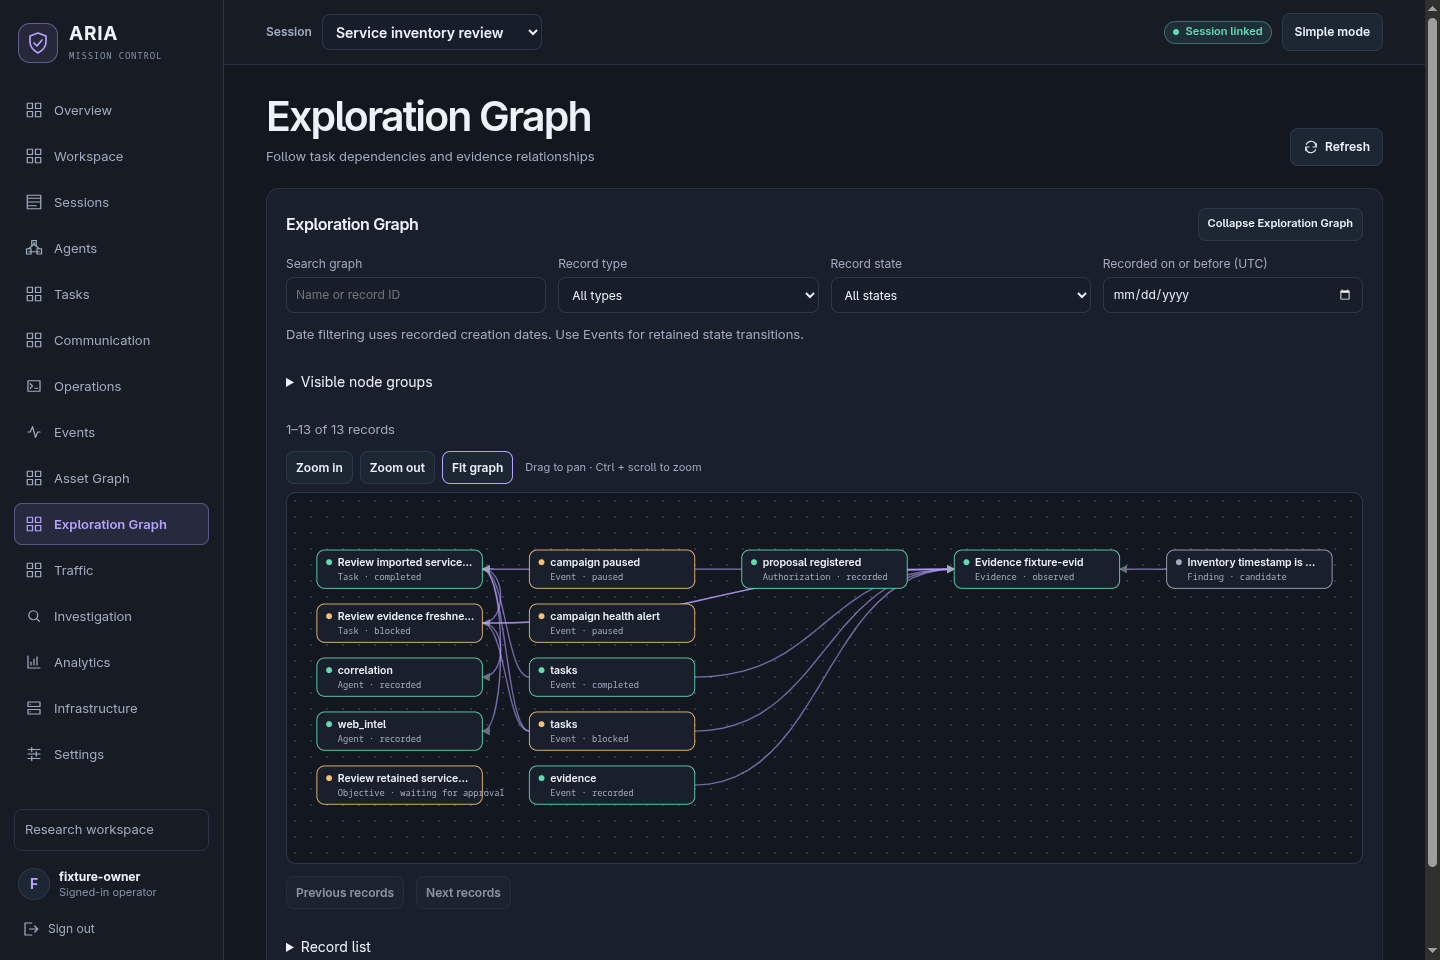 ARIA
MISSION CONTROL
Overview
Workspace
Sessions
Agents
Tasks
Communication
Operations
Events
Asset Graph
Exploration Graph
Traffic
Investigation
Analytics
Infrastructure
Settings
Research workspace
F
fixture-owner
Signed-in operator
Sign out
Session
Service inventory review
Session linked
Simple mode
Exploration Graph
Follow task dependencies and evidence relationships
Refresh
Exploration Graph
Collapse Exploration Graph
Search graph
Name or record ID
Record type
All types
Record state
All states
Recorded on or before (UTC)
mm/dd/yyyy
Date filtering uses recorded creation dates. Use Events for retained state transitions.
Visible node groups
1–13 of 13 records
Zoom in
Zoom out
Fit graph
Drag to pan · Ctrl + scroll to zoom
Review imported service...
Task · completed
campaign paused
Event · paused
proposal registered
Authorization · recorded
Evidence fixture-evid
Evidence · observed
Inventory timestamp is ...
Finding · candidate
Review evidence freshne...
Task · blocked
campaign health alert
Event · paused
correlation
Agent · recorded
tasks
Event · completed
web_intel
Agent · recorded
tasks
Event · blocked
Review retained service...
Objective · waiting for approval
evidence
Event · recorded
Previous records
Next records
Record list